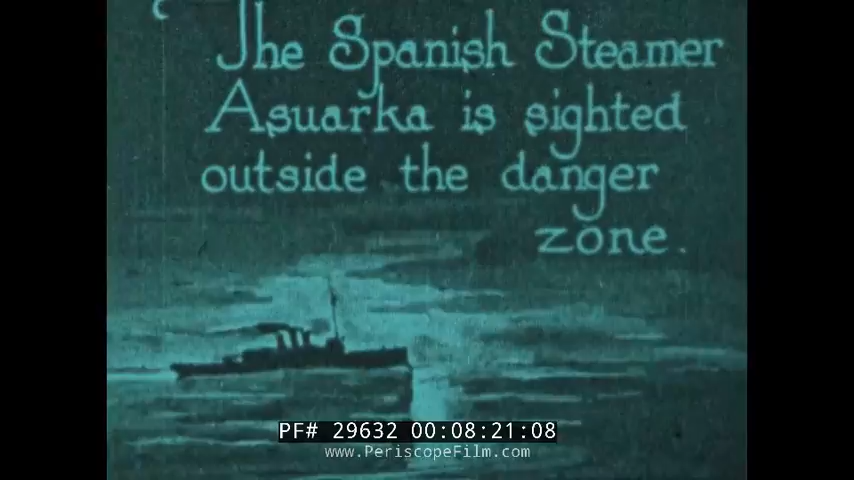 The Spanish Steamer
Asuarka is sighted
outside the danger
zone.
PF# 29632 00:08:21:08
www.PeriscopeFilm.com